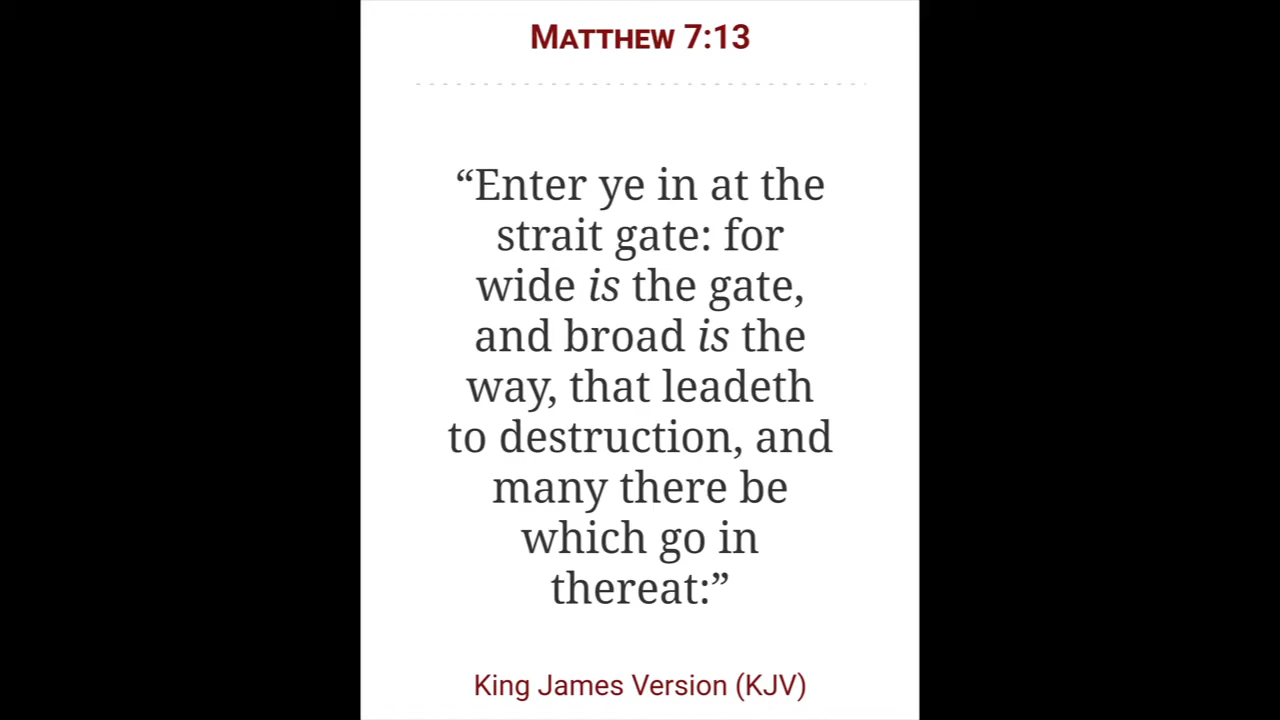 Matthew 7:13
“Enter ye in at the
strait gate: for
wide is the gate,
and broad is the
way, that leadeth
to destruction, and
many there be
which go in
thereat:”
King James Version (KJV)